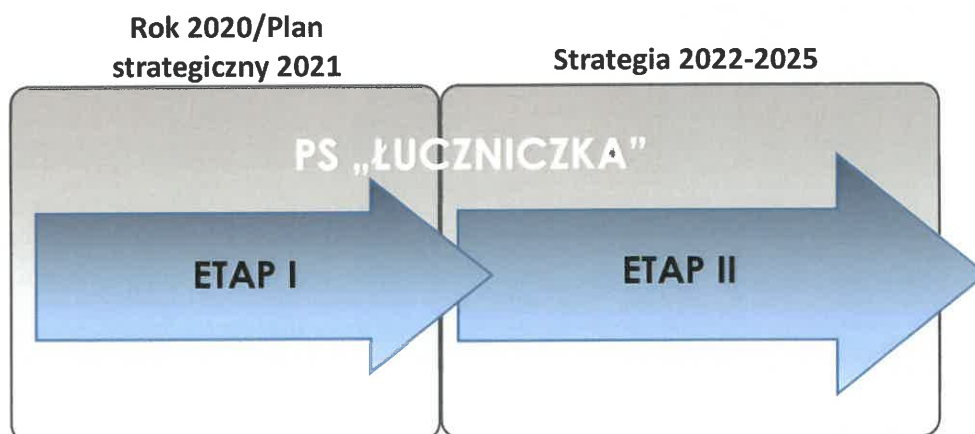 Rok 2020/Plan
strategiczny 2021
Strategia 2022-2025
PS „ŁUCZNICZKA”
ETAP I
ETAP II